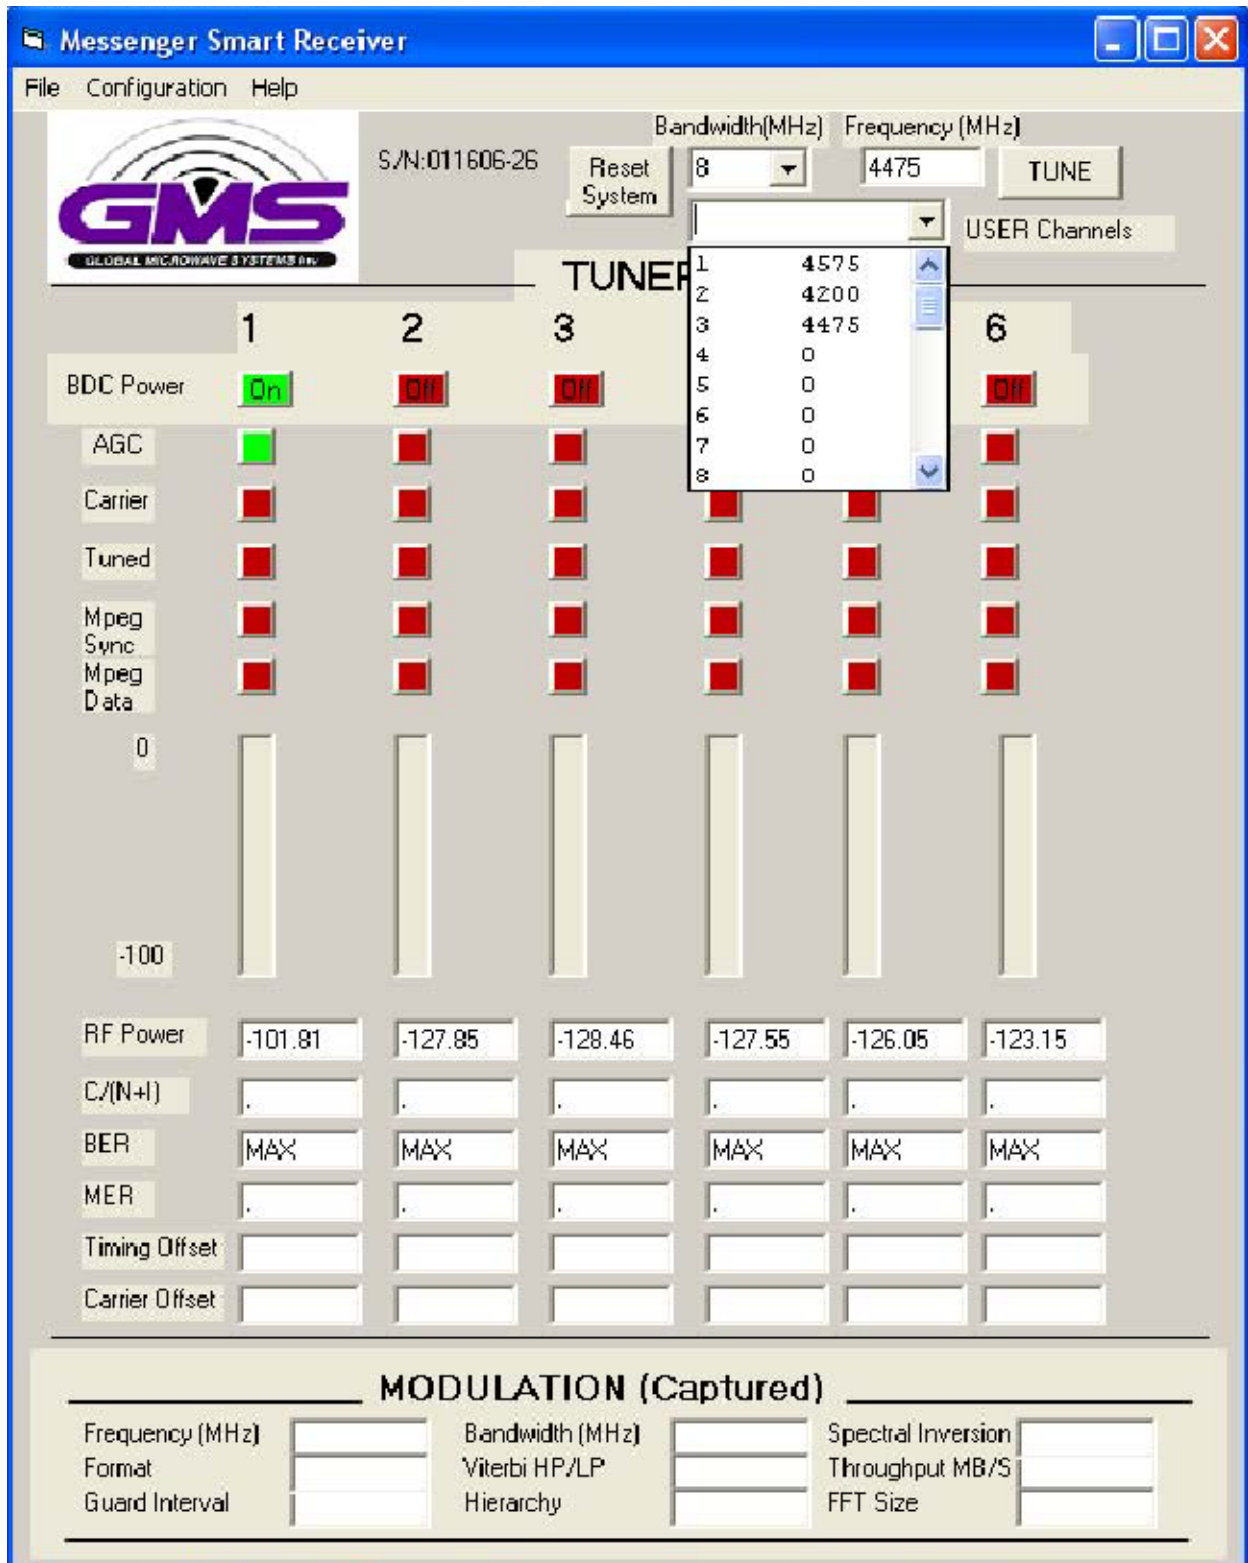 Messenger Smart Receiver
File Configuration Help
Bandwidth(MHz) Frequency (MHz)
S/N:011606-26 Reset System 8 4475 TUNE
GMS
GLOBAL MICROWAVE SYSTEMS Inc
USER Channels
TUNER
1 4575
2 4200
3 4475
4 0
5 0
6 0
7 0
8 0
1 2 3 6
BDC Power On Off Off Off
AGC
Carrier
Tuned
Mpeg
Sync
Mpeg
Data
0
-100
RF Power -101.81 -127.85 -128.46 -127.55 -126.05 -123.15
C/(N+I) . . . . . .
BER MAX MAX MAX MAX MAX MAX
MER . . . . . .
Timing Offset
Carrier Offset
MODULATION (Captured)
Frequency (MHz) Bandwidth (MHz) Spectral Inversion
Format Viterbi HP/LP Throughput MB/S
Guard Interval Hierarchy FFT Size